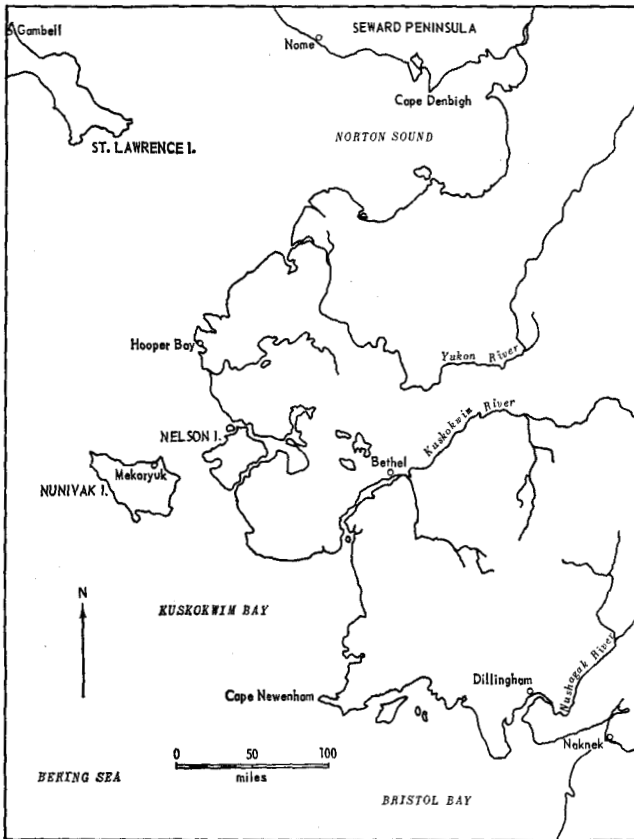 Gambell
SEWARD PENINSULA
Nome
Cape Denbigh
ST. LAWRENCE I.
NORTON SOUND
Hooper Bay
Yukon River
Kuskokwim River
NELSON I.
Bethel
Mekoryuk
NUNIVAK I.
N
KUSKOKWIM BAY
Nushagak River
Dillingham
Cape Newenham
Naknek
0 50 100
miles
BERING SEA
BRISTOL BAY